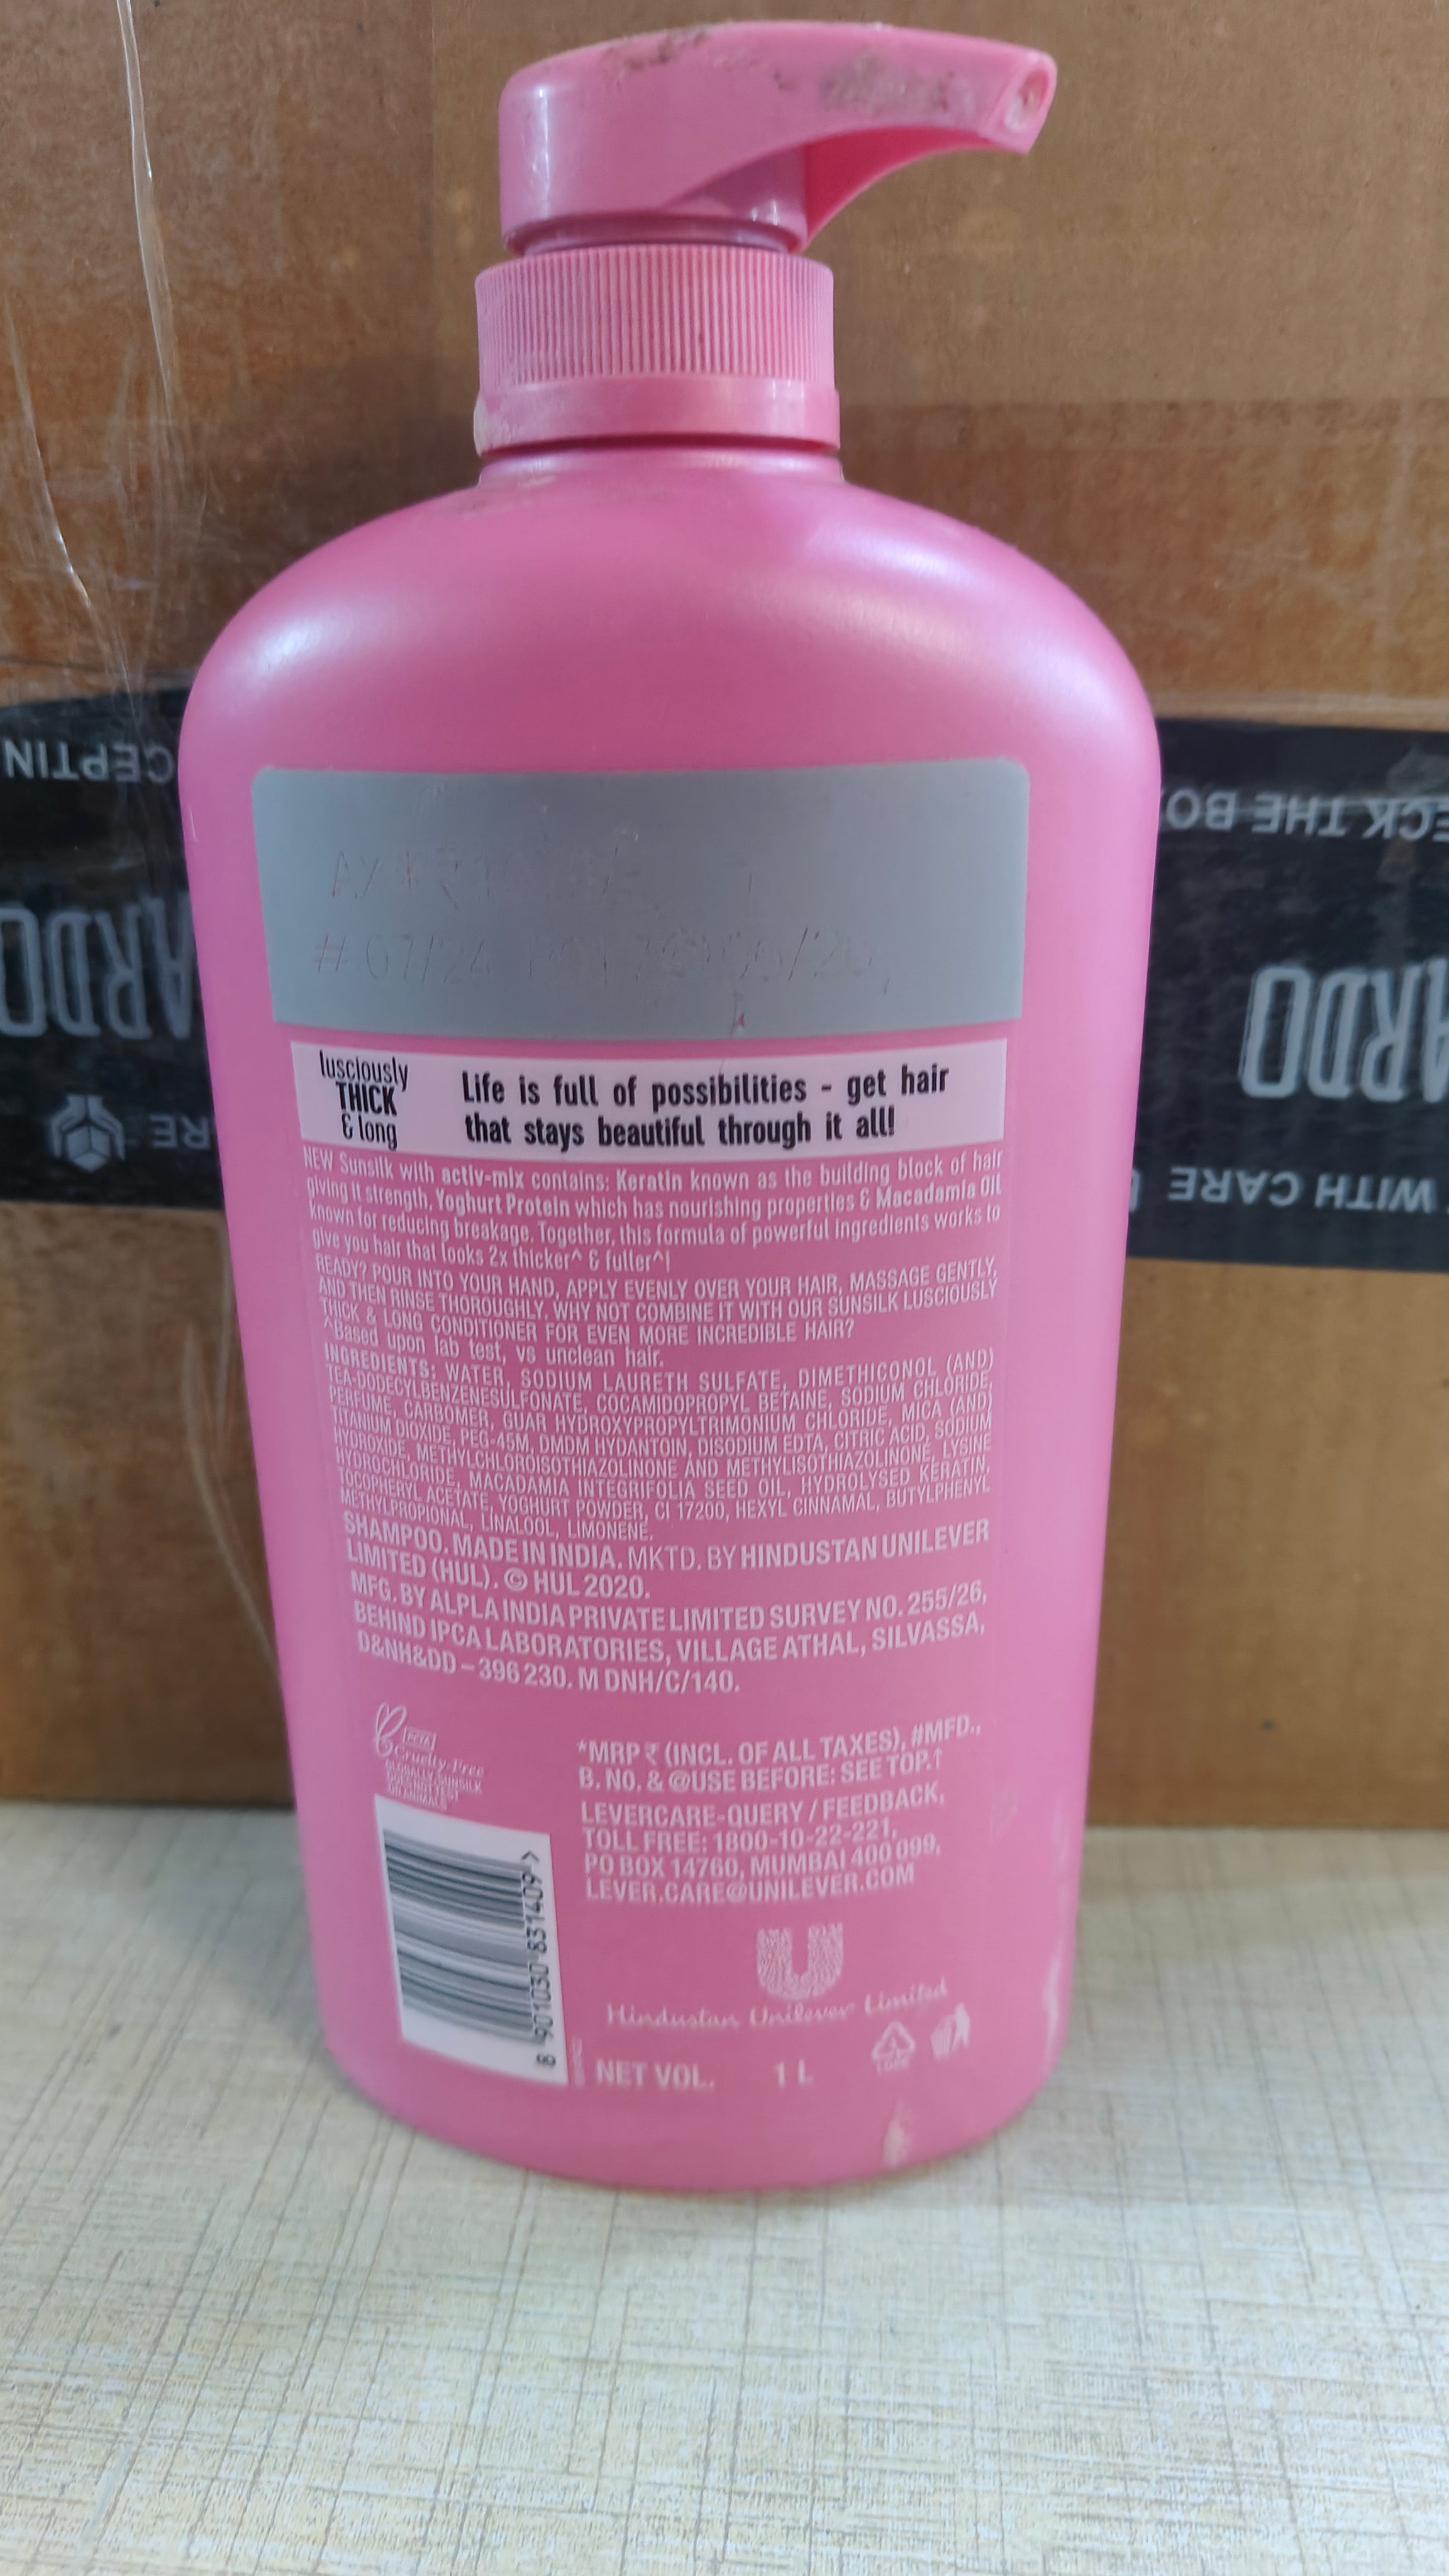 lusciously
THICK
& long
Life is full of possibilities - get hair
that stays beautiful through it all!
NEW Sunsilk with activ-mix contains: Keratin known as the building block of hair
giving it strength, Yoghurt Protein which has nourishing properties & Macadamia Oil
known for reducing breakage. Together, this formula of powerful ingredients works to
give you hair that looks 2x thicker^ & fuller^!
READY? POUR INTO YOUR HAND, APPLY EVENLY OVER YOUR HAIR, MASSAGE GENTLY,
AND THEN RINSE THOROUGHLY. WHY NOT COMBINE IT WITH OUR SUNSILK LUSCIOUSLY
THICK & LONG CONDITIONER FOR EVEN MORE INCREDIBLE HAIR?
^Based upon lab test, vs unclean hair.
INGREDIENTS: WATER, SODIUM LAURETH SULFATE, DIMETHICONOL (AND)
TEA-DODECYLBENZENESULFONATE, COCAMIDOPROPYL BETAINE, SODIUM CHLORIDE,
PERFUME, CARBOMER, GUAR HYDROXYPROPYLTRIMONIUM CHLORIDE, MICA (AND)
TITANIUM DIOXIDE, PEG-45M, DMDM HYDANTOIN, DISODIUM EDTA, CITRIC ACID, SODIUM
HYDROXIDE, METHYLCHLOROISOTHIAZOLINONE AND METHYLISOTHIAZOLINONE, LYSINE
HYDROCHLORIDE, MACADAMIA INTEGRIFOLIA SEED OIL, HYDROLYSED KERATIN,
TOCOPHERYL ACETATE, YOGHURT POWDER, CI 17200, HEXYL CINNAMAL, BUTYLPHENYL
METHYLPROPIONAL, LINALOOL, LIMONENE.
SHAMPOO. MADE IN INDIA. MKTD. BY HINDUSTAN UNILEVER
LIMITED (HUL). © HUL 2020.
MFG. BY ALPLA INDIA PRIVATE LIMITED SURVEY NO. 255/26,
BEHIND IPCA LABORATORIES, VILLAGE ATHAL, SILVASSA,
D&NH&DD – 396 230. M DNH/C/140.
PETA
Cruelty-Free
GLOBALLY SUNSILK
DOES NOT TEST
ON ANIMALS
*MRP ₹ (INCL. OF ALL TAXES), #MFD.,
B. NO. & @USE BEFORE: SEE TOP.↑
LEVERCARE-QUERY / FEEDBACK,
TOLL FREE: 1800-10-22-221,
PO BOX 14760, MUMBAI 400 099,
LEVER.CARE@UNILEVER.COM
8 901030 831409 >
Hindustan Unilever Limited
NET VOL. 1 L
CEPTIN
ECK THE BO
ARDO
ARDO
RE
WITH CARE